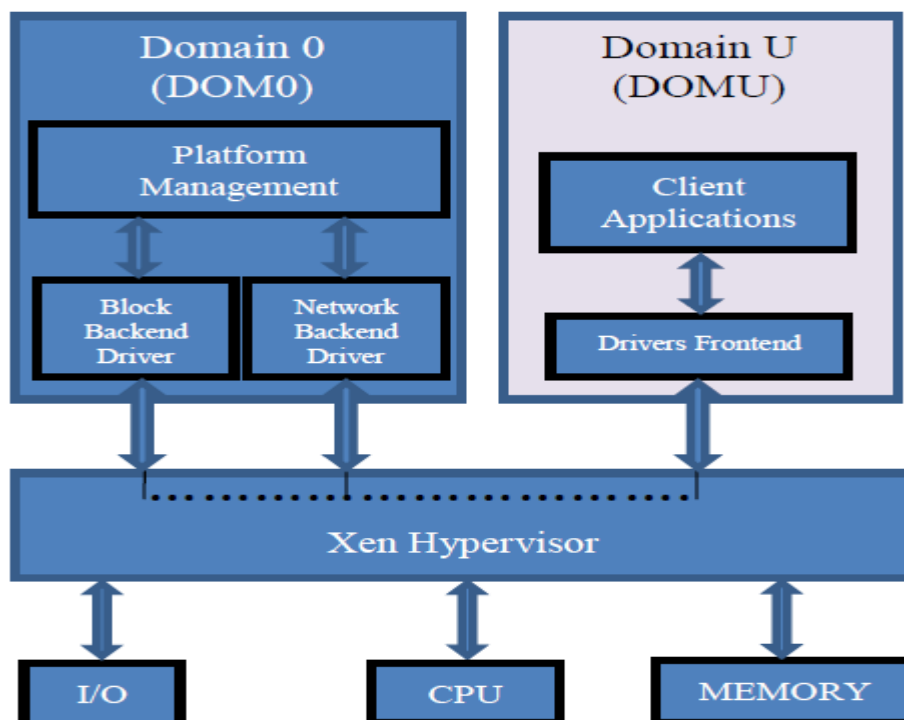 Domain 0
(DOM0)
Platform
Management
Block
Backend
Driver
Network
Backend
Driver
Domain U
(DOMU)
Client
Applications
Drivers Frontend
Xen Hypervisor
I/O
CPU
MEMORY